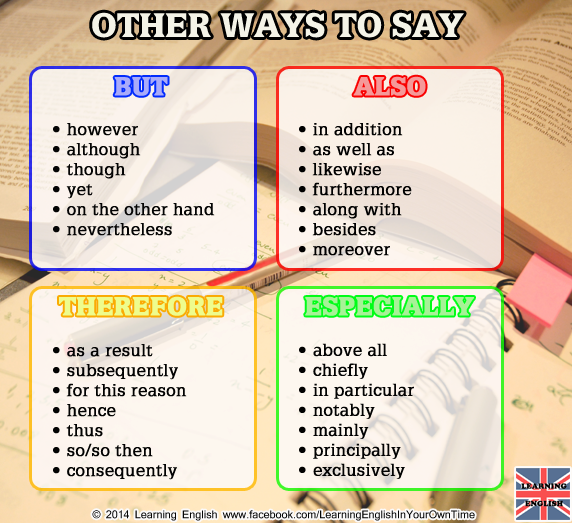 OTHER WAYS TO SAY
BUT
• however
• although
• though
• yet
• on the other hand
• nevertheless
ALSO
• in addition
• as well as
• likewise
• furthermore
• along with
• besides
• moreover
THEREFORE
• as a result
• subsequently
• for this reason
• hence
• thus
• so/so then
• consequently
ESPECIALLY
• above all
• chiefly
• in particular
• notably
• mainly
• principally
• exclusively
LEARNING
ENGLISH
© 2014 Learning English www.facebook.com/LearningEnglishInYourOwnTime